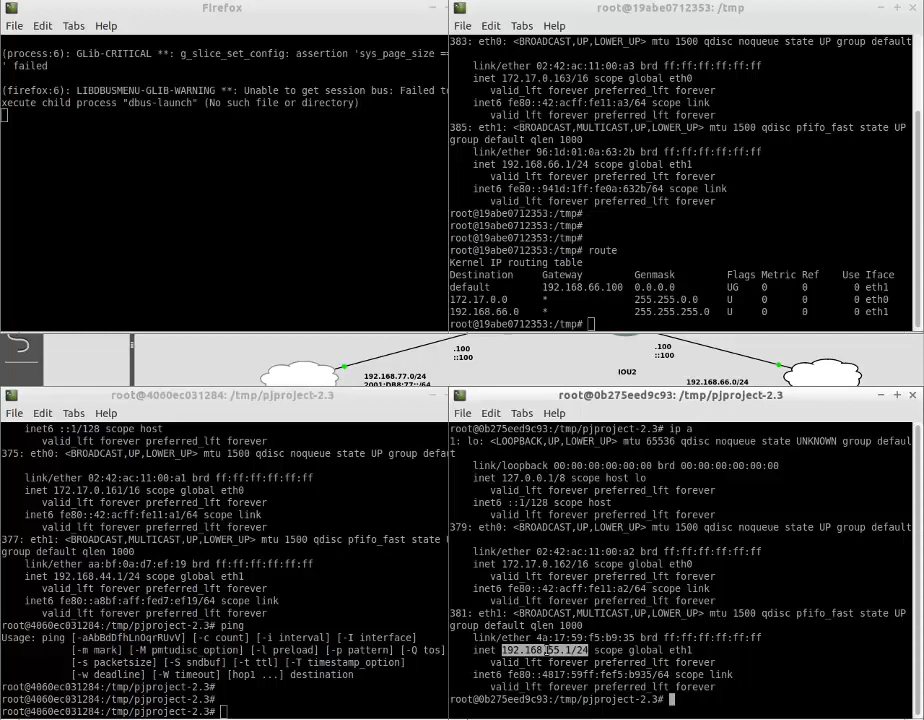 Firefox
File Edit Tabs Help
(process:6): GLib-CRITICAL **: g_slice_set_config: assertion 'sys_page_size ==
' failed
(firefox:6): LIBDBUSMENU-GLIB-WARNING **: Unable to get session bus: Failed to
xecute child process "dbus-launch" (No such file or directory)
root@19abe0712353: /tmp
File Edit Tabs Help
383: eth0: <BROADCAST,UP,LOWER_UP> mtu 1500 qdisc noqueue state UP group default
link/ether 02:42:ac:11:00:a3 brd ff:ff:ff:ff:ff:ff
inet 172.17.0.163/16 scope global eth0
valid_lft forever preferred_lft forever
inet6 fe80::42:acff:fe11:a3/64 scope link
valid_lft forever preferred_lft forever
385: eth1: <BROADCAST,MULTICAST,UP,LOWER_UP> mtu 1500 qdisc pfifo_fast state UP
group default qlen 1000
link/ether 96:1d:01:0a:63:2b brd ff:ff:ff:ff:ff:ff
inet 192.168.66.1/24 scope global eth1
valid_lft forever preferred_lft forever
inet6 fe80::941d:1ff:fe0a:632b/64 scope link
valid_lft forever preferred_lft forever
root@19abe0712353:/tmp#
root@19abe0712353:/tmp#
root@19abe0712353:/tmp#
root@19abe0712353:/tmp# route
Kernel IP routing table
Destination Gateway Genmask Flags Metric Ref Use Iface
default 192.168.66.100 0.0.0.0 UG 0 0 0 eth1
172.17.0.0 * 255.255.0.0 U 0 0 0 eth0
192.168.66.0 * 255.255.255.0 U 0 0 0 eth1
root@19abe0712353:/tmp#
.100
::100
.100
::100
IOU2
192.168.77.0/24
2001:DB8:77::/64
192.168.66.0/24
root@4060ec031284: /tmp/pjproject-2.3
File Edit Tabs Help
inet6 ::1/128 scope host
valid_lft forever preferred_lft forever
375: eth0: <BROADCAST,UP,LOWER_UP> mtu 1500 qdisc noqueue state UP group defaut
link/ether 02:42:ac:11:00:a1 brd ff:ff:ff:ff:ff:ff
inet 172.17.0.161/16 scope global eth0
valid_lft forever preferred_lft forever
inet6 fe80::42:acff:fe11:a1/64 scope link
valid_lft forever preferred_lft forever
377: eth1: <BROADCAST,MULTICAST,UP,LOWER_UP> mtu 1500 qdisc pfifo_fast state UP
group default qlen 1000
link/ether aa:bf:0a:d7:ef:19 brd ff:ff:ff:ff:ff:ff
inet 192.168.44.1/24 scope global eth1
valid_lft forever preferred_lft forever
inet6 fe80::a8bf:aff:fed7:ef19/64 scope link
valid_lft forever preferred_lft forever
root@4060ec031284:/tmp/pjproject-2.3# ping
Usage: ping [-aAbBdDfhLnOqrRUvV] [-c count] [-i interval] [-I interface]
[-m mark] [-M pmtudisc_option] [-l preload] [-p pattern] [-Q tos]
[-s packetsize] [-S sndbuf] [-t ttl] [-T timestamp_option]
[-w deadline] [-W timeout] [hop1 ...] destination
root@4060ec031284:/tmp/pjproject-2.3#
root@4060ec031284:/tmp/pjproject-2.3#
root@4060ec031284:/tmp/pjproject-2.3#
root@0b275eed9c93: /tmp/pjproject-2.3
File Edit Tabs Help
root@0b275eed9c93:/tmp/pjproject-2.3# ip a
1: lo: <LOOPBACK,UP,LOWER_UP> mtu 65536 qdisc noqueue state UNKNOWN group defaul
link/loopback 00:00:00:00:00:00 brd 00:00:00:00:00:00
inet 127.0.0.1/8 scope host lo
valid_lft forever preferred_lft forever
inet6 ::1/128 scope host
valid_lft forever preferred_lft forever
379: eth0: <BROADCAST,UP,LOWER_UP> mtu 1500 qdisc noqueue state UP group default
link/ether 02:42:ac:11:00:a2 brd ff:ff:ff:ff:ff:ff
inet 172.17.0.162/16 scope global eth0
valid_lft forever preferred_lft forever
inet6 fe80::42:acff:fe11:a2/64 scope link
valid_lft forever preferred_lft forever
381: eth1: <BROADCAST,MULTICAST,UP,LOWER_UP> mtu 1500 qdisc pfifo_fast state UP
group default qlen 1000
link/ether 4a:17:59:f5:b9:35 brd ff:ff:ff:ff:ff:ff
inet 192.168.55.1/24 scope global eth1
valid_lft forever preferred_lft forever
inet6 fe80::4817:59ff:fef5:b935/64 scope link
valid_lft forever preferred_lft forever
root@0b275eed9c93:/tmp/pjproject-2.3#